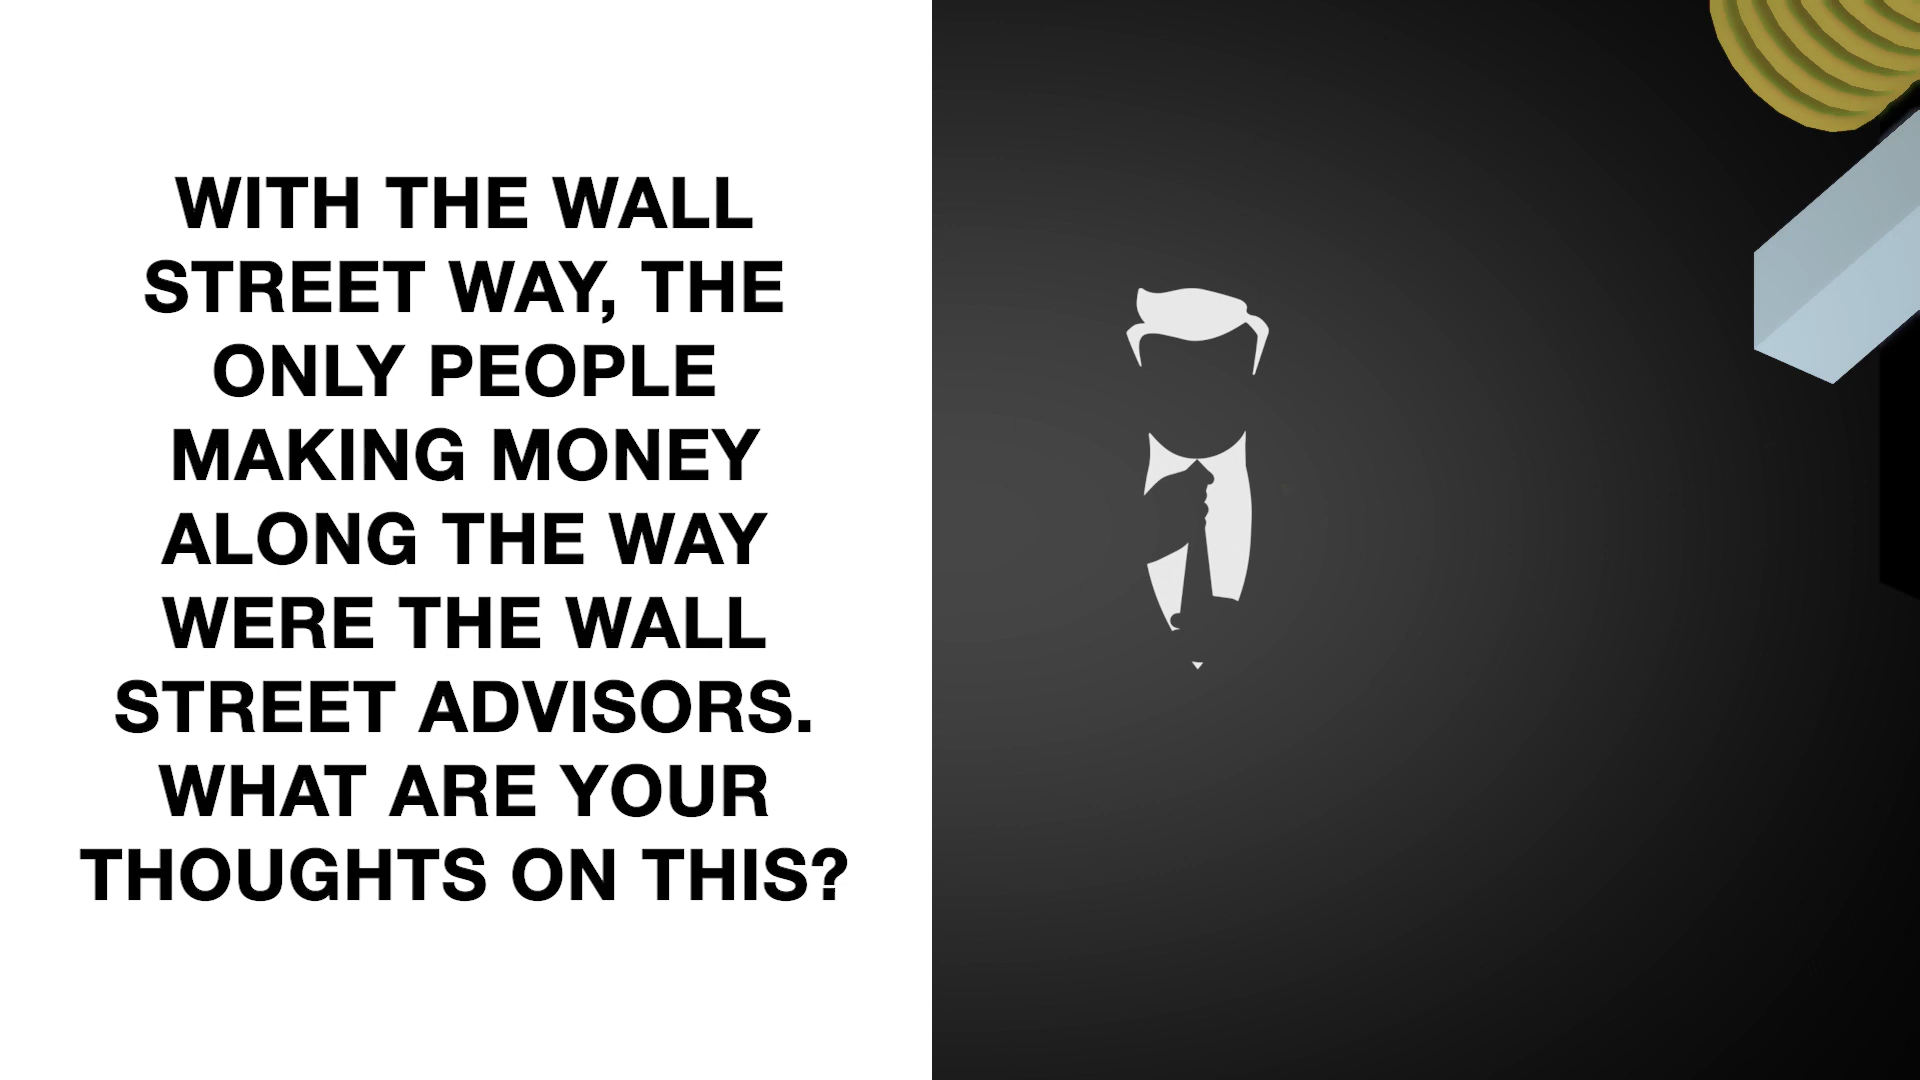 WITH THE WALL
STREET WAY, THE
ONLY PEOPLE
MAKING MONEY
ALONG THE WAY
WERE THE WALL
STREET ADVISORS.
WHAT ARE YOUR
THOUGHTS ON THIS?